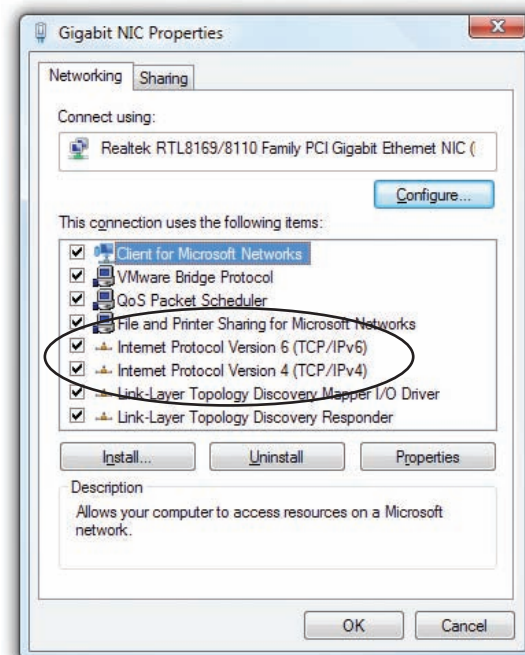 Gigabit NIC Properties
Networking Sharing
Connect using:
Realtek RTL8169/8110 Family PCI Gigabit Ethernet NIC (
Configure...
This connection uses the following items:
Client for Microsoft Networks
VMware Bridge Protocol
QoS Packet Scheduler
File and Printer Sharing for Microsoft Networks
Internet Protocol Version 6 (TCP/IPv6)
Internet Protocol Version 4 (TCP/IPv4)
Link-Layer Topology Discovery Mapper I/O Driver
Link-Layer Topology Discovery Responder
Install... Uninstall Properties
Description
Allows your computer to access resources on a Microsoft
network.
OK Cancel